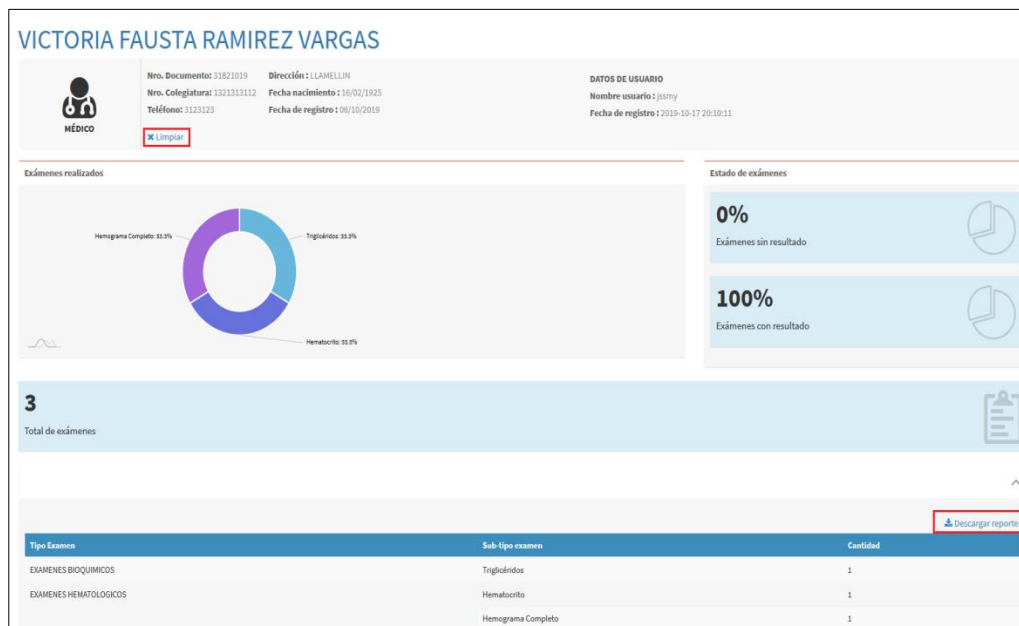 VICTORIA FAUSTA RAMIREZ VARGAS
MÉDICO
Nro. Documento: 31821019
Nro. Colegiatura: 1321313112
Teléfono: 3123123
Limpiar
Dirección : LLAMELLIN
Fecha nacimiento : 16/02/1925
Fecha de registro : 06/10/2019
DATOS DE USUARIO
Nombre usuario : jssmy
Fecha de registro : 2019-10-17 20:10:11
Exámenes realizados
Hemograma Completo: 33.3%
Triglicéridos: 33.3%
Hematocrito: 33.3%
Estado de exámenes
0%
Exámenes sin resultado
100%
Exámenes con resultado
3
Total de exámenes
Descargar reporte
Tipo Examen Sub-tipo examen Cantidad
EXAMENES BIOQUIMICOS Triglicéridos 1
EXAMENES HEMATOLOGICOS Hematocrito 1
Hemograma Completo 1